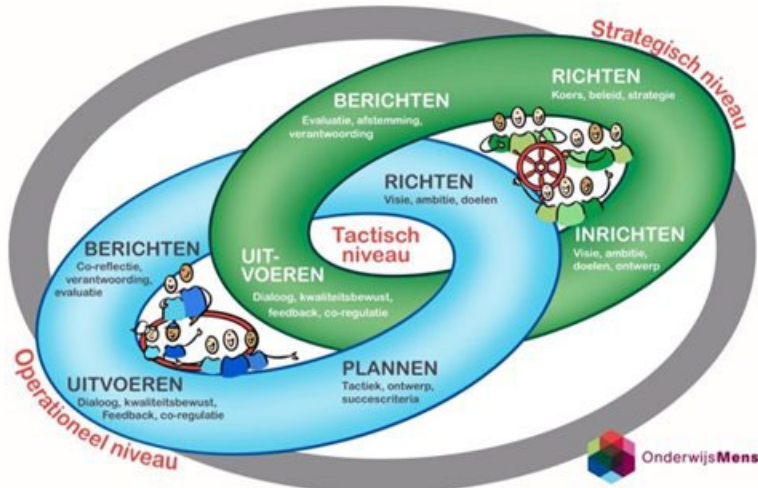 Strategisch niveau
RICHTEN
Koers, beleid, strategie
BERICHTEN
Evaluatie, afstemming,
verantwoording
RICHTEN
Visie, ambitie, doelen
INRICHTEN
Visie, ambitie,
doelen, ontwerp
Tactisch
niveau
UIT-
VOEREN
Dialoog, kwaliteitsbewust,
feedback, co-regulatie
BERICHTEN
Co-reflectie,
verantwoording,
evaluatie
PLANNEN
Tactiek, ontwerp,
succescriteria
UITVOEREN
Dialoog, kwaliteitsbewust,
Feedback, co-regulatie
Operationeel niveau
OnderwijsMens